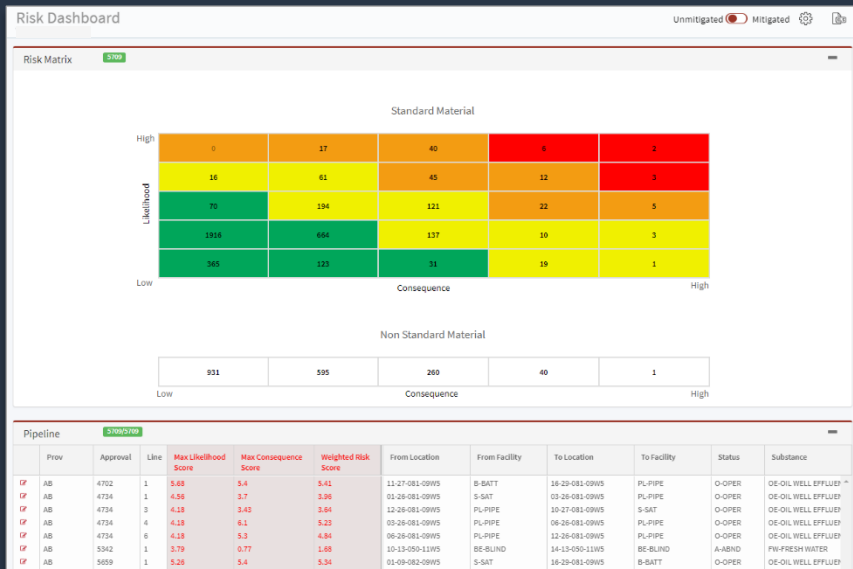 Risk Dashboard
Unmitigated Mitigated
Risk Matrix 5709
Standard Material
High 0 17 40 6 2
16 61 45 12 3
Likelihood
70 194 121 22 5
1916 664 137 10 3
365 123 31 19 1
Low Consequence High
Non Standard Material
931 595 260 40 1
Low Consequence High
Pipeline 5709/5709
Prov Approval Line Max Likelihood Score Max Consequence Score Weighted Risk Score From Location From Facility To Location To Facility Status Substance
AB 4702 1 5.68 5.4 5.41 11-27-081-09W5 B-BATT 16-29-081-09W5 PL-PIPE O-OPER OE-OIL WELL EFFLUEN
AB 4734 1 4.56 3.7 3.96 01-26-081-09W5 S-SAT 03-26-081-09W5 PL-PIPE O-OPER OE-OIL WELL EFFLUEN
AB 4734 3 4.18 3.43 3.64 12-26-081-09W5 PL-PIPE 10-27-081-09W5 S-SAT O-OPER OE-OIL WELL EFFLUEN
AB 4734 4 4.18 6.1 5.23 03-26-081-09W5 PL-PIPE 06-26-081-09W5 PL-PIPE O-OPER OE-OIL WELL EFFLUEN
AB 4734 6 4.18 5.3 4.84 06-26-081-09W5 PL-PIPE 12-26-081-09W5 PL-PIPE O-OPER OE-OIL WELL EFFLUEN
AB 5342 1 3.79 0.77 1.68 10-13-050-11W5 BE-BLIND 14-13-050-11W5 BE-BLIND A-ABND FW-FRESH WATER
AB 5659 1 5.26 5.4 5.34 01-09-082-09W5 S-SAT 16-29-081-09W5 B-BATT O-OPER OE-OIL WELL EFFLUEN